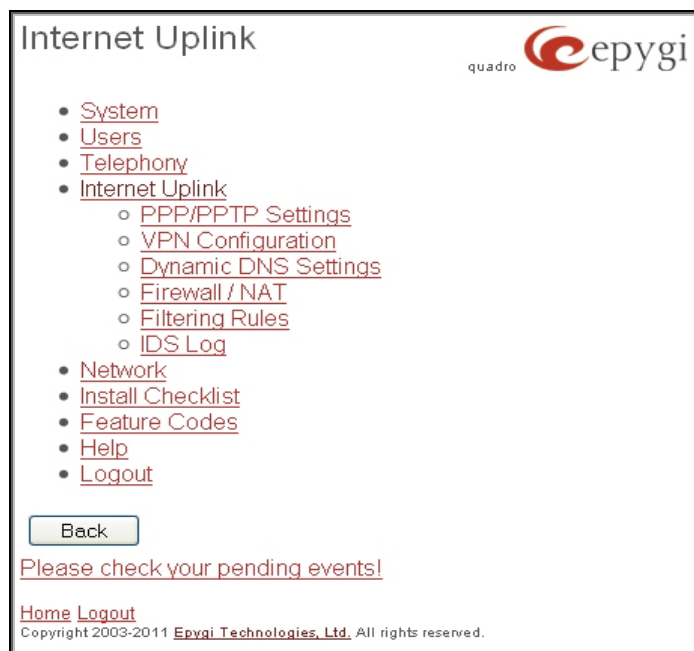 Internet Uplink
quadro epygi
System
Users
Telephony
Internet Uplink
PPP/PPTP Settings
VPN Configuration
Dynamic DNS Settings
Firewall / NAT
Filtering Rules
IDS Log
Network
Install Checklist
Feature Codes
Help
Logout
Back
Please check your pending events!
Home Logout
Copyright 2003-2011 Epygi Technologies, Ltd. All rights reserved.